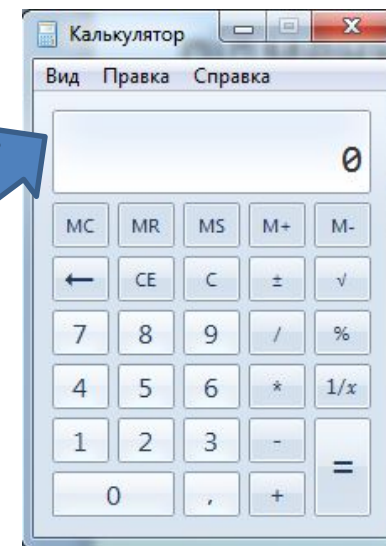 Калькулятор
Вид Правка Справка
0
MC MR MS M+ M-
← CE C ± √
7 8 9 / %
4 5 6 * 1/x
1 2 3 - =
0 , +